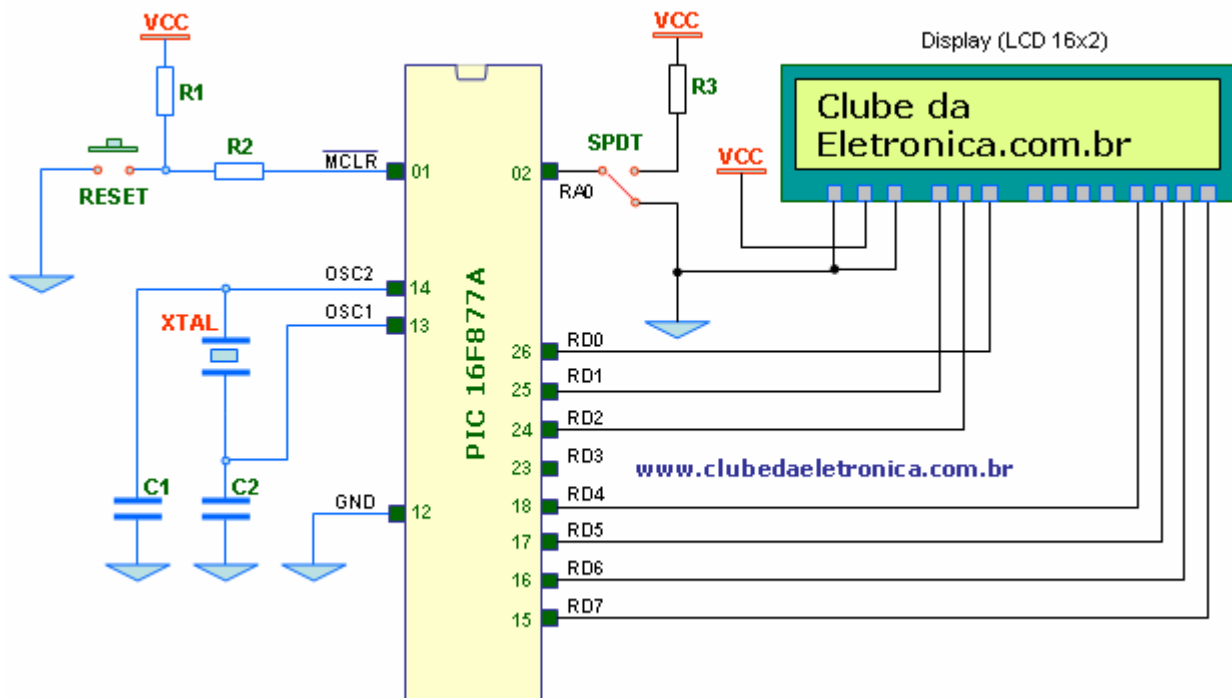 VCC
R1
RESET
R2
MCLR
01
OSC2
14
OSC1
13
XTAL
C1
C2
GND
12
PIC 16F877A
VCC
R3
SPDT
02
RA0
VCC
Display (LCD 16x2)
Clube da
Eletronica.com.br
26
RD0
25
RD1
24
RD2
23
RD3
www.clubedaeletronica.com.br
18
RD4
17
RD5
16
RD6
15
RD7